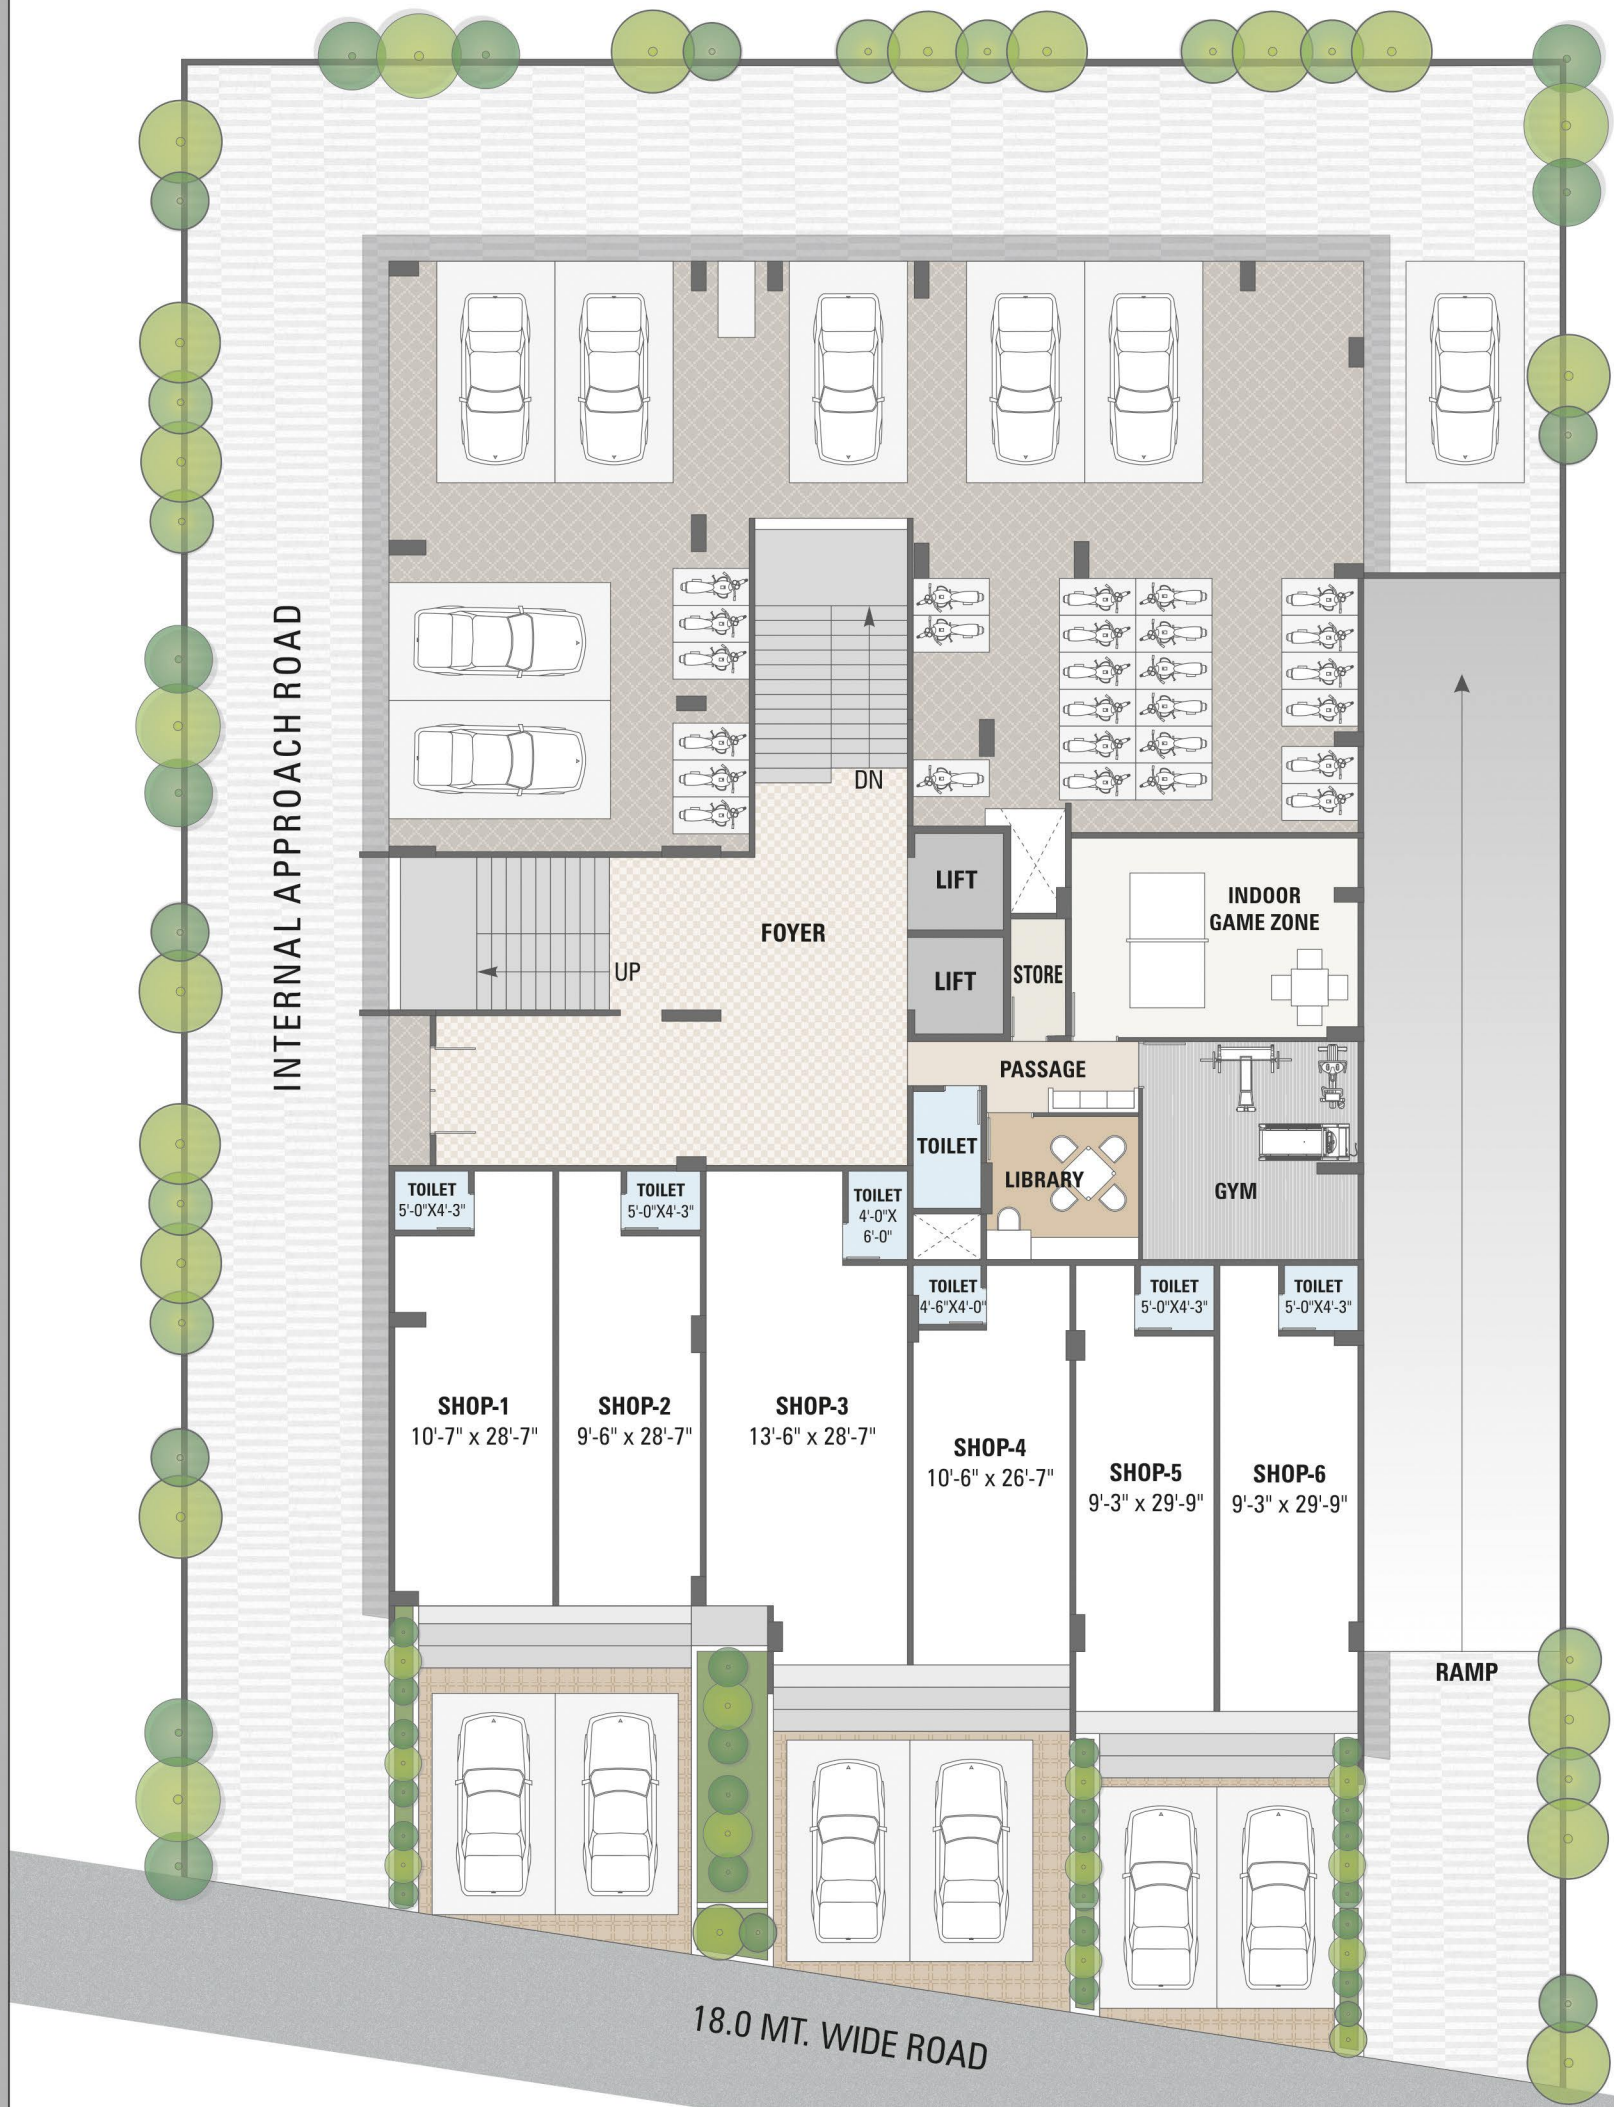 INTERNAL APPROACH ROAD
DN
LIFT
INDOOR
GAME ZONE
FOYER
UP
LIFT
STORE
PASSAGE
TOILET
LIBRARY
GYM
TOILET
5'-0"X4'-3"
TOILET
5'-0"X4'-3"
TOILET
4'-0"X
6'-0"
TOILET
4'-6"X4'-0"
TOILET
5'-0"X4'-3"
TOILET
5'-0"X4'-3"
SHOP-1
10'-7" x 28'-7"
SHOP-2
9'-6" x 28'-7"
SHOP-3
13'-6" x 28'-7"
SHOP-4
10'-6" x 26'-7"
SHOP-5
9'-3" x 29'-9"
SHOP-6
9'-3" x 29'-9"
RAMP
18.0 MT. WIDE ROAD